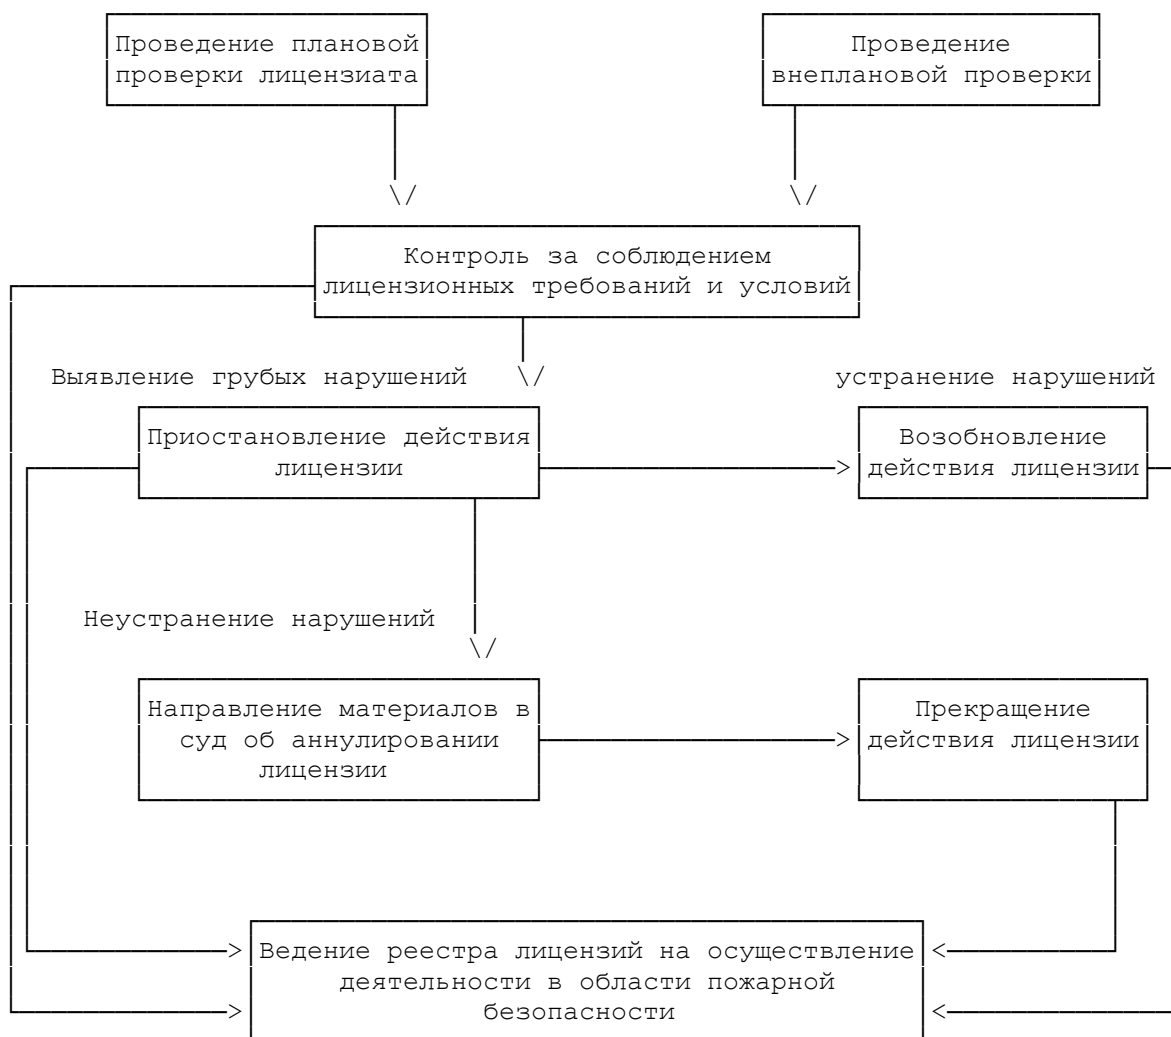 Проведение плановой
проверки лицензиата
Проведение
внеплановой проверки
Контроль за соблюдением
лицензионных требований и условий
Выявление грубых нарушений
устранение нарушений
Приостановление действия
лицензии
Возобновление
действия лицензии
Неустранение нарушений
Направление материалов в
суд об аннулировании
лицензии
Прекращение
действия лицензии
Ведение реестра лицензий на осуществление
деятельности в области пожарной
безопасности